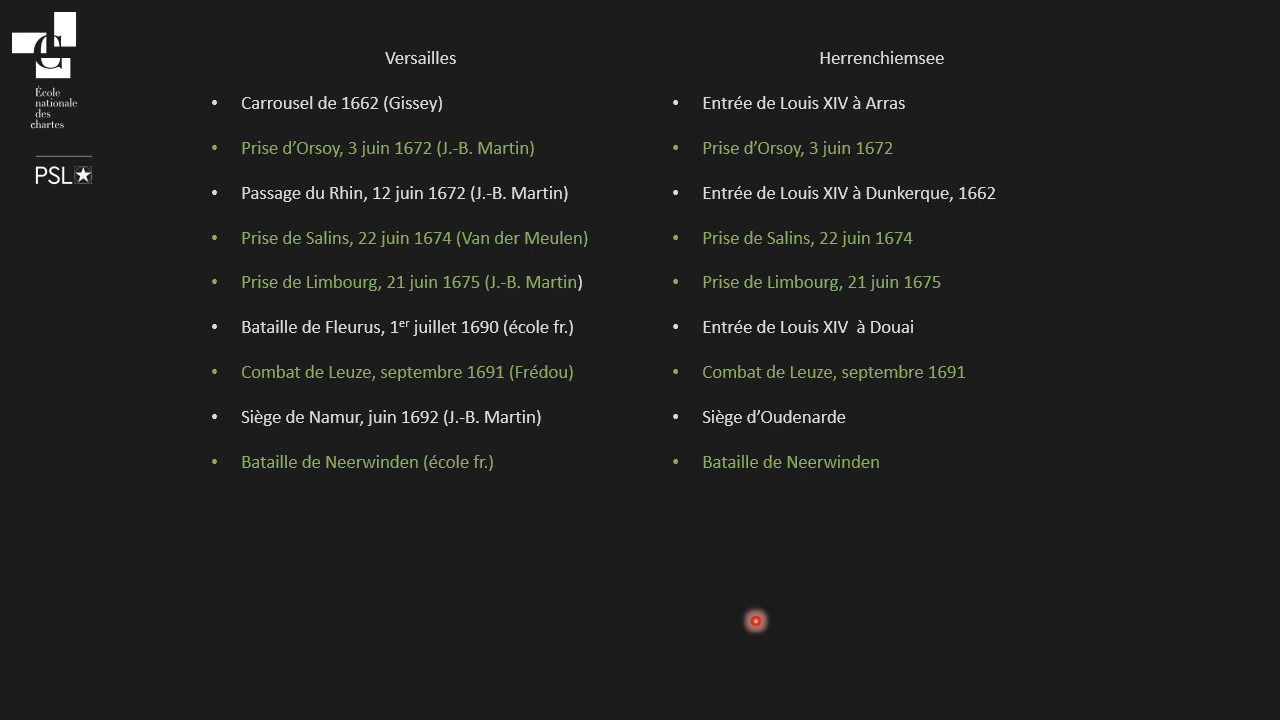 École
nationale
des
chartes
PSL
Versailles
• Carrousel de 1662 (Gissey)
• Prise d’Orsoy, 3 juin 1672 (J.-B. Martin)
• Passage du Rhin, 12 juin 1672 (J.-B. Martin)
• Prise de Salins, 22 juin 1674 (Van der Meulen)
• Prise de Limbourg, 21 juin 1675 (J.-B. Martin)
• Bataille de Fleurus, 1er juillet 1690 (école fr.)
• Combat de Leuze, septembre 1691 (Frédou)
• Siège de Namur, juin 1692 (J.-B. Martin)
• Bataille de Neerwinden (école fr.)
Herrenchiemsee
• Entrée de Louis XIV à Arras
• Prise d’Orsoy, 3 juin 1672
• Entrée de Louis XIV à Dunkerque, 1662
• Prise de Salins, 22 juin 1674
• Prise de Limbourg, 21 juin 1675
• Entrée de Louis XIV à Douai
• Combat de Leuze, septembre 1691
• Siège d’Oudenarde
• Bataille de Neerwinden